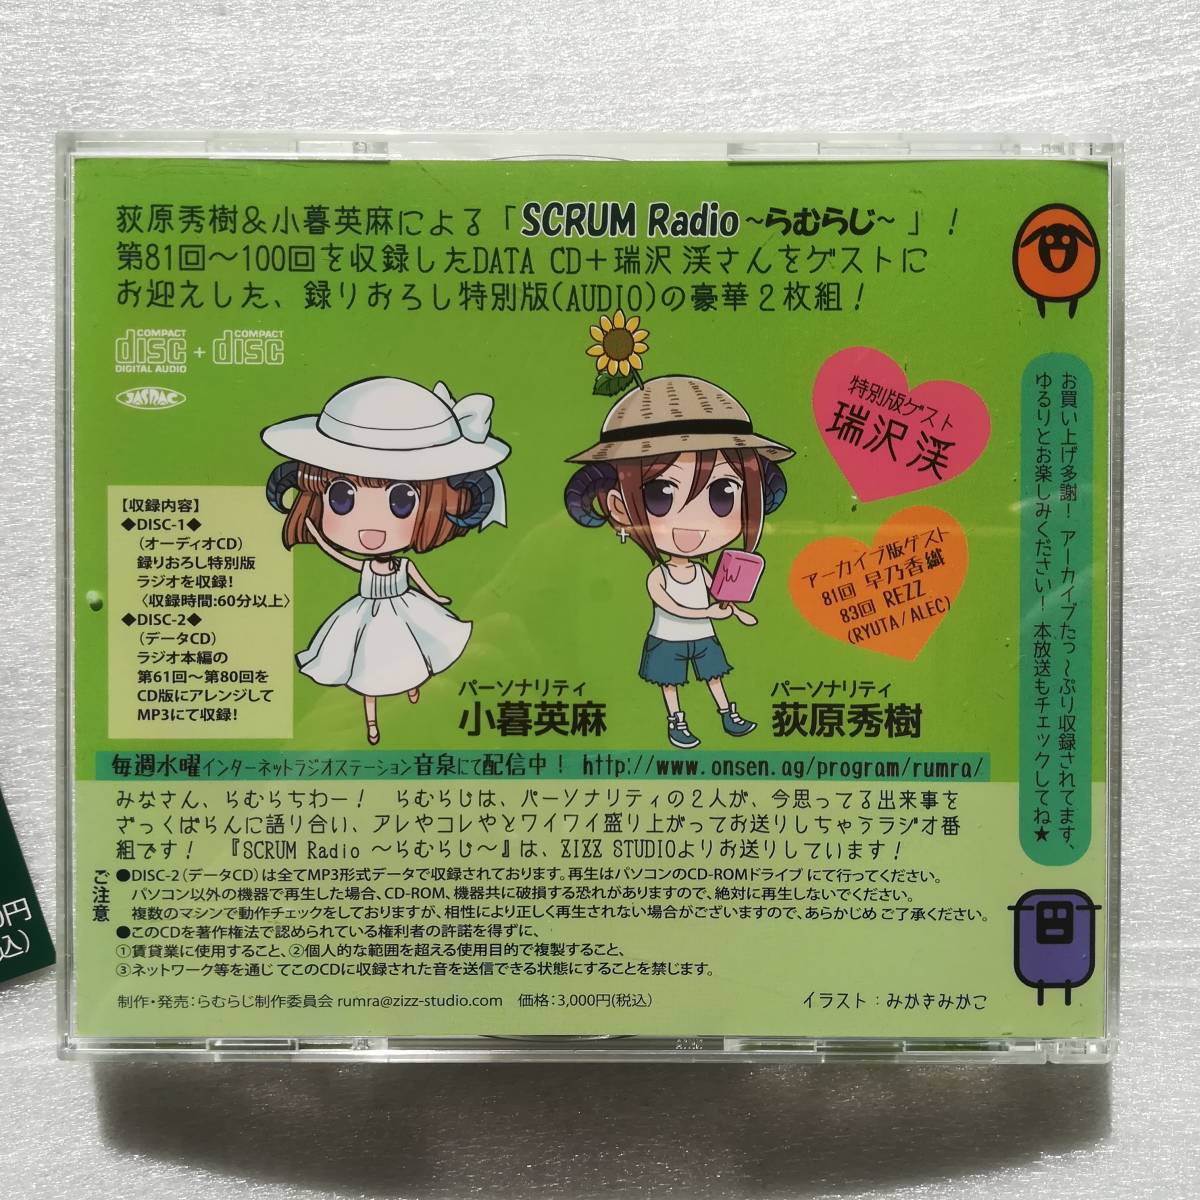 荻原秀樹&小暮英麻による「SCRUM Radio~らむらじ~」!
第81回~100回を収録したDATA CD+瑞沢 渓さんをゲストに
お迎えした、録りおろし特別版(AUDIO)の豪華2枚組!
COMPACT disc DIGITAL AUDIO + COMPACT disc
JASRAC
特別版ゲスト
瑞沢 渓
アーカイブ版ゲスト
81回 早乃香織
83回 REZZ
(RYUTA/ALEC)
お買い上げ多謝! アーカイブたっ~ぷり収録されてます、
ゆるりとお楽しみください! 本放送もチェックしてね★
【収録内容】
◆DISC-1◆
(オーディオCD)
録りおろし特別版
ラジオを収録!
〈収録時間:60分以上〉
◆DISC-2◆
(データCD)
ラジオ本編の
第61回~第80回を
CD版にアレンジして
MP3にて収録!
パーソナリティ
小暮英麻
パーソナリティ
荻原秀樹
毎週水曜インターネットラジオステーション音泉にて配信中! http://www.onsen.ag/program/rumra/
みなさん、らむらちわー! らむらじは、パーソナリティの2人が、今思ってる出来事を
ざっくばらんに語り合い、アレやコレやとワイワイ盛り上がってお送りしちゃうラジオ番
組です! 『SCRUM Radio ~らむらじ~』は、ZIZZ STUDIOよりお送りしています!
ご注意
●DISC-2(データCD)は全てMP3形式データで収録されております。再生はパソコンのCD-ROMドライブにて行ってください。
パソコン以外の機器で再生した場合、CD-ROM、機器共に破損する恐れがありますので、絶対に再生しないでください。
複数のマシンで動作チェックをしておりますが、相性により正しく再生されない場合がございますので、あらかじめご了承ください。
●このCDを著作権法で認められている権利者の許諾を得ずに、
①賃貸業に使用すること、②個人的な範囲を超える使用目的で複製すること、
③ネットワーク等を通じてこのCDに収録された音を送信できる状態にすることを禁じます。
制作・発売:らむらじ制作委員会 rumra@zizz-studio.com 価格:3,000円(税込)
イラスト:みかきみかこ
0円
込)